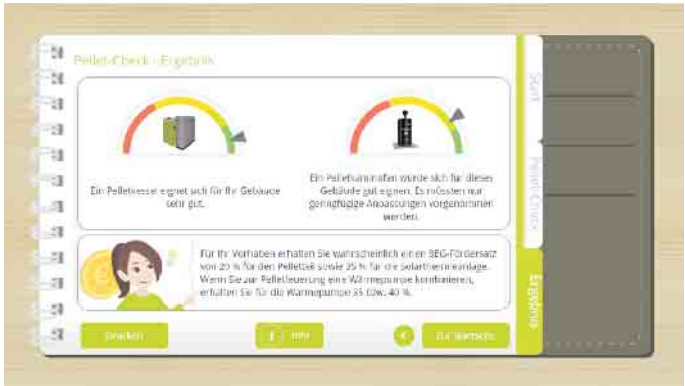 Pellet-Check - Ergebnis
Start
Pellet-Check
Ergebnis
Ein Pelletkessel eignet sich für Ihr Gebäude
sehr gut.
Ein Pelletkaminofen würde sich für dieses
Gebäude gut eignen. Es müssten nur
geringfügige Anpassungen vorgenommen
werden.
Für Ihr Vorhaben erhalten Sie wahrscheinlich einen BEG-Fördersatz
von 20 % für den Pelletteil sowie 25 % für die Solarthermieanlage.
Wenn Sie zur Pelletfeuerung eine Wärmepumpe kombinieren,
erhalten Sie für die Wärmepumpe 35 bzw. 40 %.
Drucken
Info
Zur Startseite